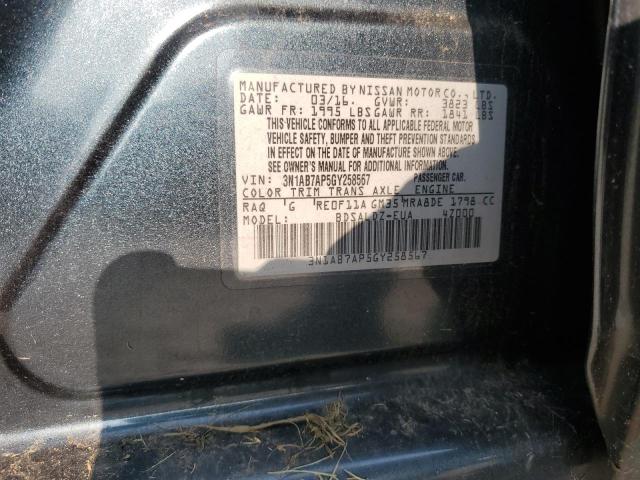 MANUFACTURED BY NISSAN MOTOR CO., LTD.
DATE: 03/16. GVWR: 3823 LBS
GAWR FR: 1995 LBS GAWR RR: 1841 LBS
THIS VEHICLE CONFORMS TO ALL APPLICABLE FEDERAL MOTOR
VEHICLE SAFETY, BUMPER AND THEFT PREVENTION STANDARDS
IN EFFECT ON THE DATE OF MANUFACTURE SHOWN ABOVE.
SEE OWNER'S MANUAL FOR ADDITIONAL INFORMATION.
VIN: 3N1AB7AP5GY258567 PASSENGER CAR.
COLOR TRIM TRANS AXLE ENGINE
RAQ 'G RE0F11A GM35 MRA8DE 1798 CC
MODEL: BDSALDZ-EUA 47000
3N1AB7AP5GY258567